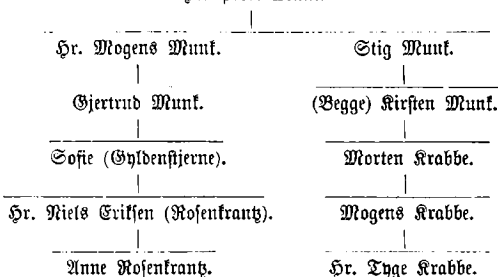 Hr. Mogens Munk. Stig Munk.
Gjertrud Munk. (Begge) Kirsten Munk.
Sofie (Gyldenstjerne). Morten Krabbe.
Hr. Niels Eriksen (Rosenkrantz). Mogens Krabbe.
Anne Rosenkrantz. Hr. Tyge Krabbe.